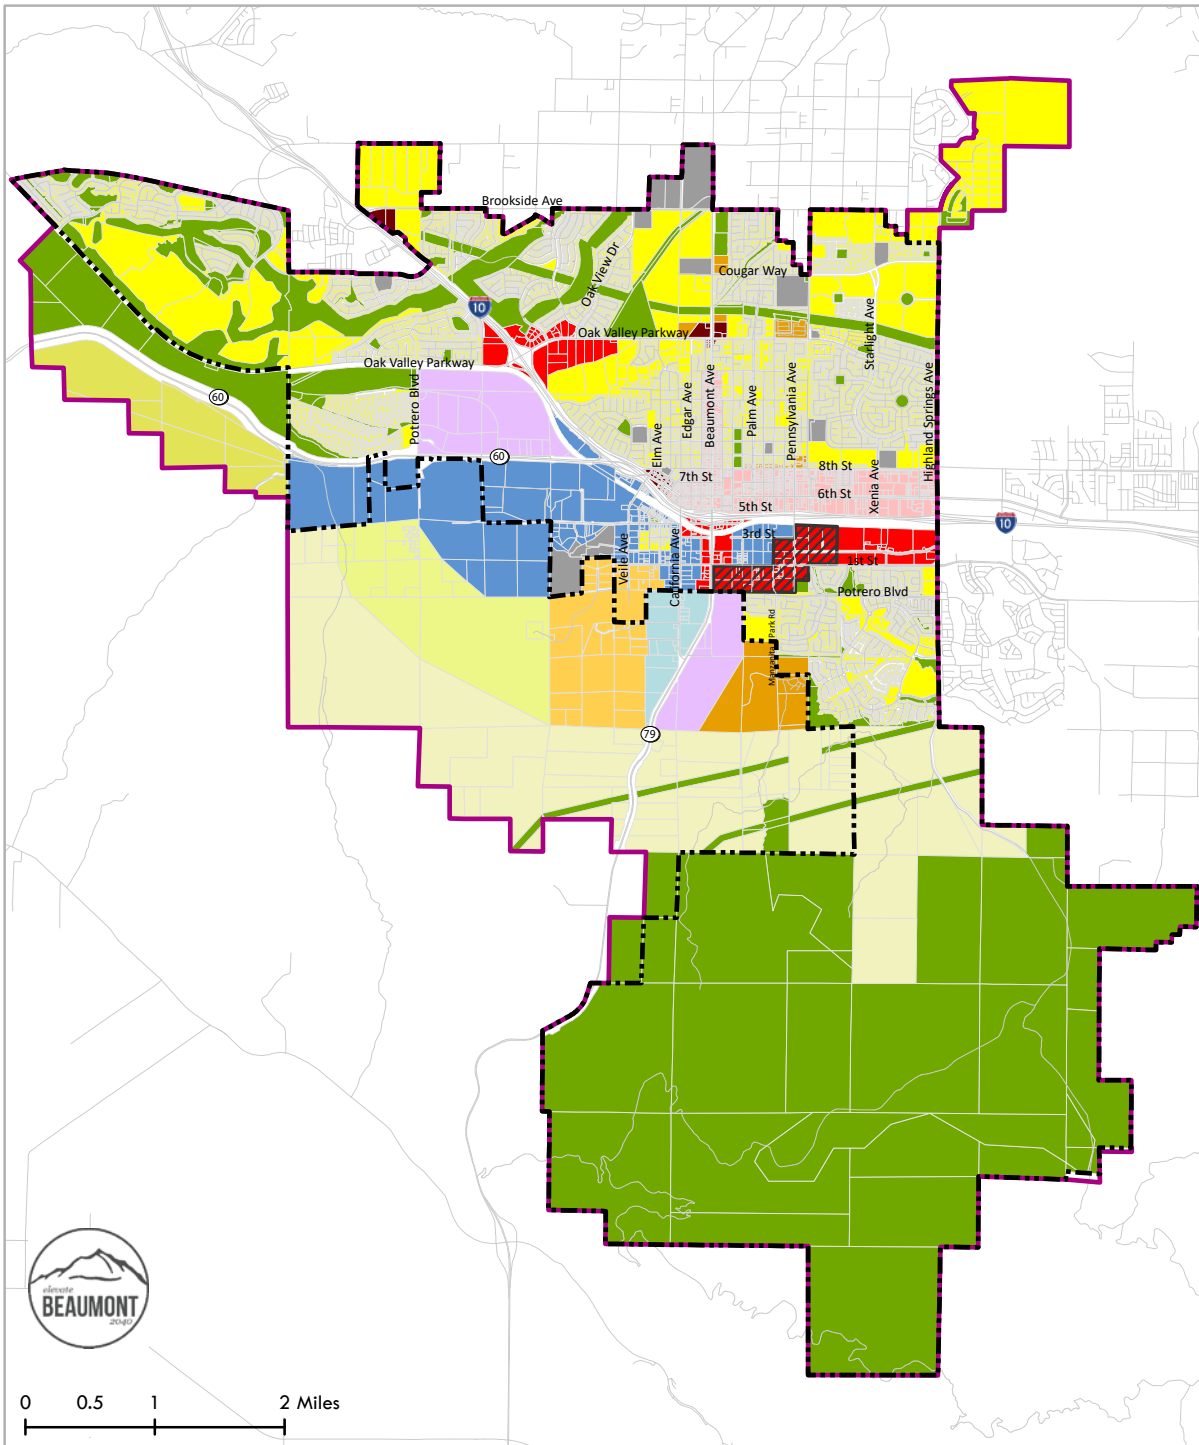 Brookside Ave
Oak View Dr
Cougar Way
10
Starlight Ave
Oak Valley Parkway
Oak Valley Parkway
60
Potrero Blvd
Edgar Ave
Beaumont Ave
Palm Ave
Pennsylvania Ave
Highland Springs Ave
Elm Ave
60
7th St
8th St
Xenia Ave
6th St
5th St
10
3rd St
Veile Ave
California Ave
1st St
Potrero Blvd
Manzanita Park Rd
79
elevate
BEAUMONT
2040
0 0.5 1 2 Miles